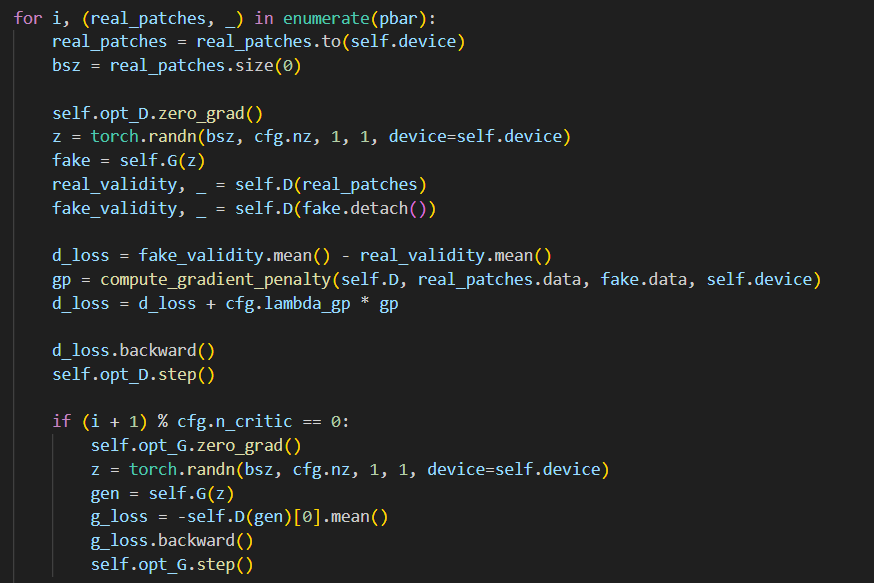 for i, (real_patches, _) in enumerate(pbar):
    real_patches = real_patches.to(self.device)
    bsz = real_patches.size(0)

    self.opt_D.zero_grad()
    z = torch.randn(bsz, cfg.nz, 1, 1, device=self.device)
    fake = self.G(z)
    real_validity, _ = self.D(real_patches)
    fake_validity, _ = self.D(fake.detach())

    d_loss = fake_validity.mean() - real_validity.mean()
    gp = compute_gradient_penalty(self.D, real_patches.data, fake.data, self.device)
    d_loss = d_loss + cfg.lambda_gp * gp

    d_loss.backward()
    self.opt_D.step()

    if (i + 1) % cfg.n_critic == 0:
        self.opt_G.zero_grad()
        z = torch.randn(bsz, cfg.nz, 1, 1, device=self.device)
        gen = self.G(z)
        g_loss = -self.D(gen)[0].mean()
        g_loss.backward()
        self.opt_G.step()